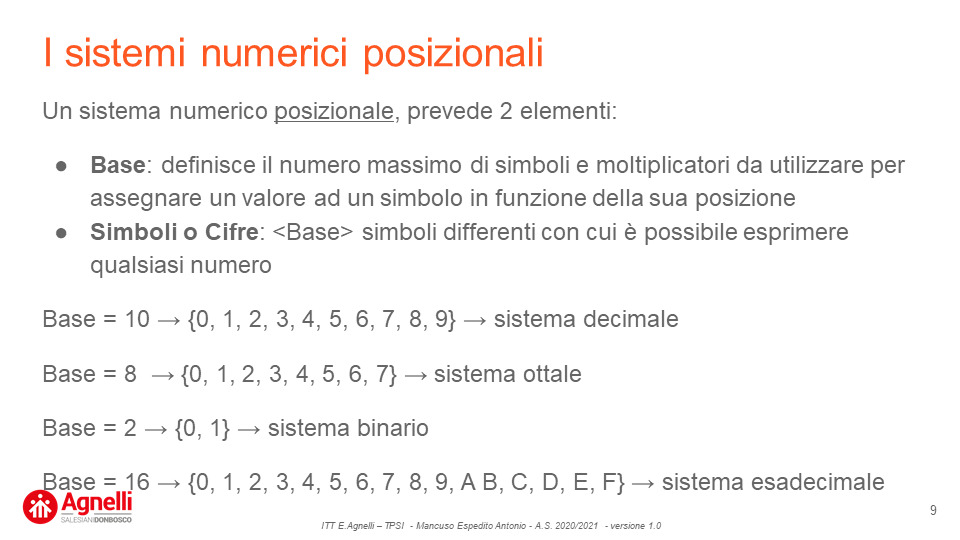 I sistemi numerici posizionali
Un sistema numerico posizionale, prevede 2 elementi:
● Base: definisce il numero massimo di simboli e moltiplicatori da utilizzare per
assegnare un valore ad un simbolo in funzione della sua posizione
● Simboli o Cifre: <Base> simboli differenti con cui è possibile esprimere
qualsiasi numero
Base = 10 → {0, 1, 2, 3, 4, 5, 6, 7, 8, 9} → sistema decimale
Base = 8 → {0, 1, 2, 3, 4, 5, 6, 7} → sistema ottale
Base = 2 → {0, 1} → sistema binario
Base = 16 → {0, 1, 2, 3, 4, 5, 6, 7, 8, 9, A B, C, D, E, F} → sistema esadecimale
Agnelli
SALESIANI DONBOSCO
9
ITT E.Agnelli – TPSI - Mancuso Espedito Antonio - A.S. 2020/2021 - versione 1.0